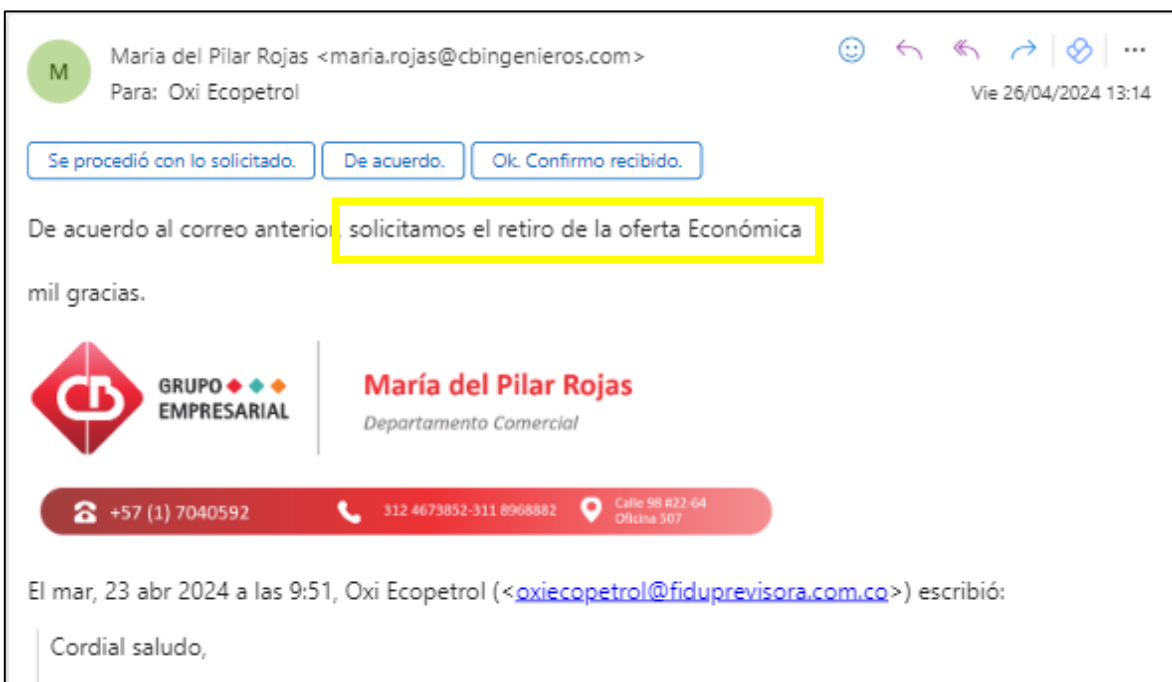 M
Maria del Pilar Rojas <maria.rojas@cbingenieros.com>
Para: Oxi Ecopetrol
Vie 26/04/2024 13:14
Se procedió con lo solicitado.
De acuerdo.
Ok. Confirmo recibido.
De acuerdo al correo anterior, solicitamos el retiro de la oferta Económica
mil gracias.
CB
GRUPO
EMPRESARIAL
María del Pilar Rojas
Departamento Comercial
+57 (1) 7040592
312 4673852-311 8968882
Calle 98 #22-64
Oficina 507
El mar, 23 abr 2024 a las 9:51, Oxi Ecopetrol (<oxiecopetrol@fiduprevisora.com.co>) escribió:
Cordial saludo,